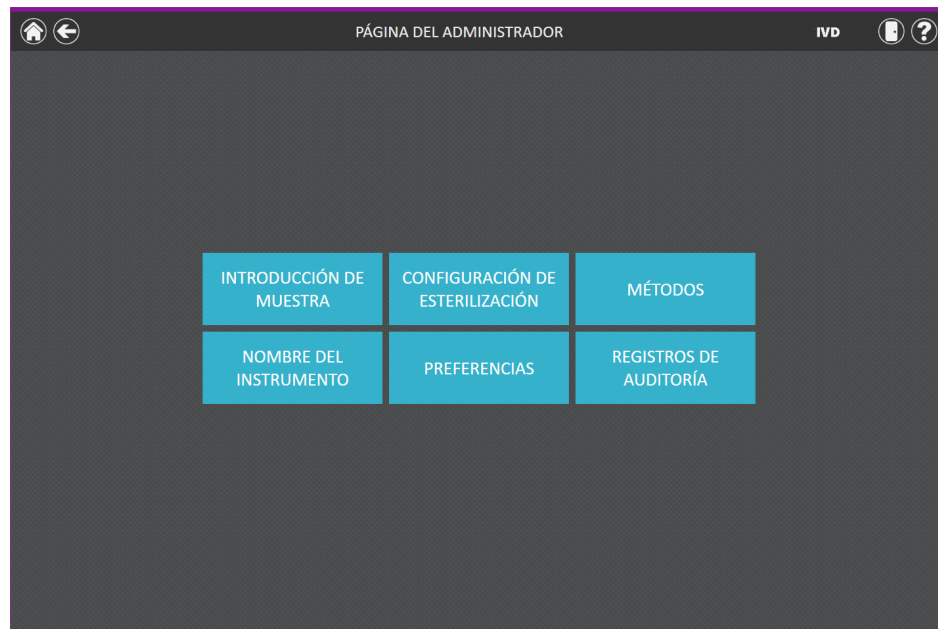 PÁGINA DEL ADMINISTRADOR
IVD
?
INTRODUCCIÓN DE
MUESTRA
CONFIGURACIÓN DE
ESTERILIZACIÓN
MÉTODOS
NOMBRE DEL
INSTRUMENTO
PREFERENCIAS
REGISTROS DE
AUDITORÍA